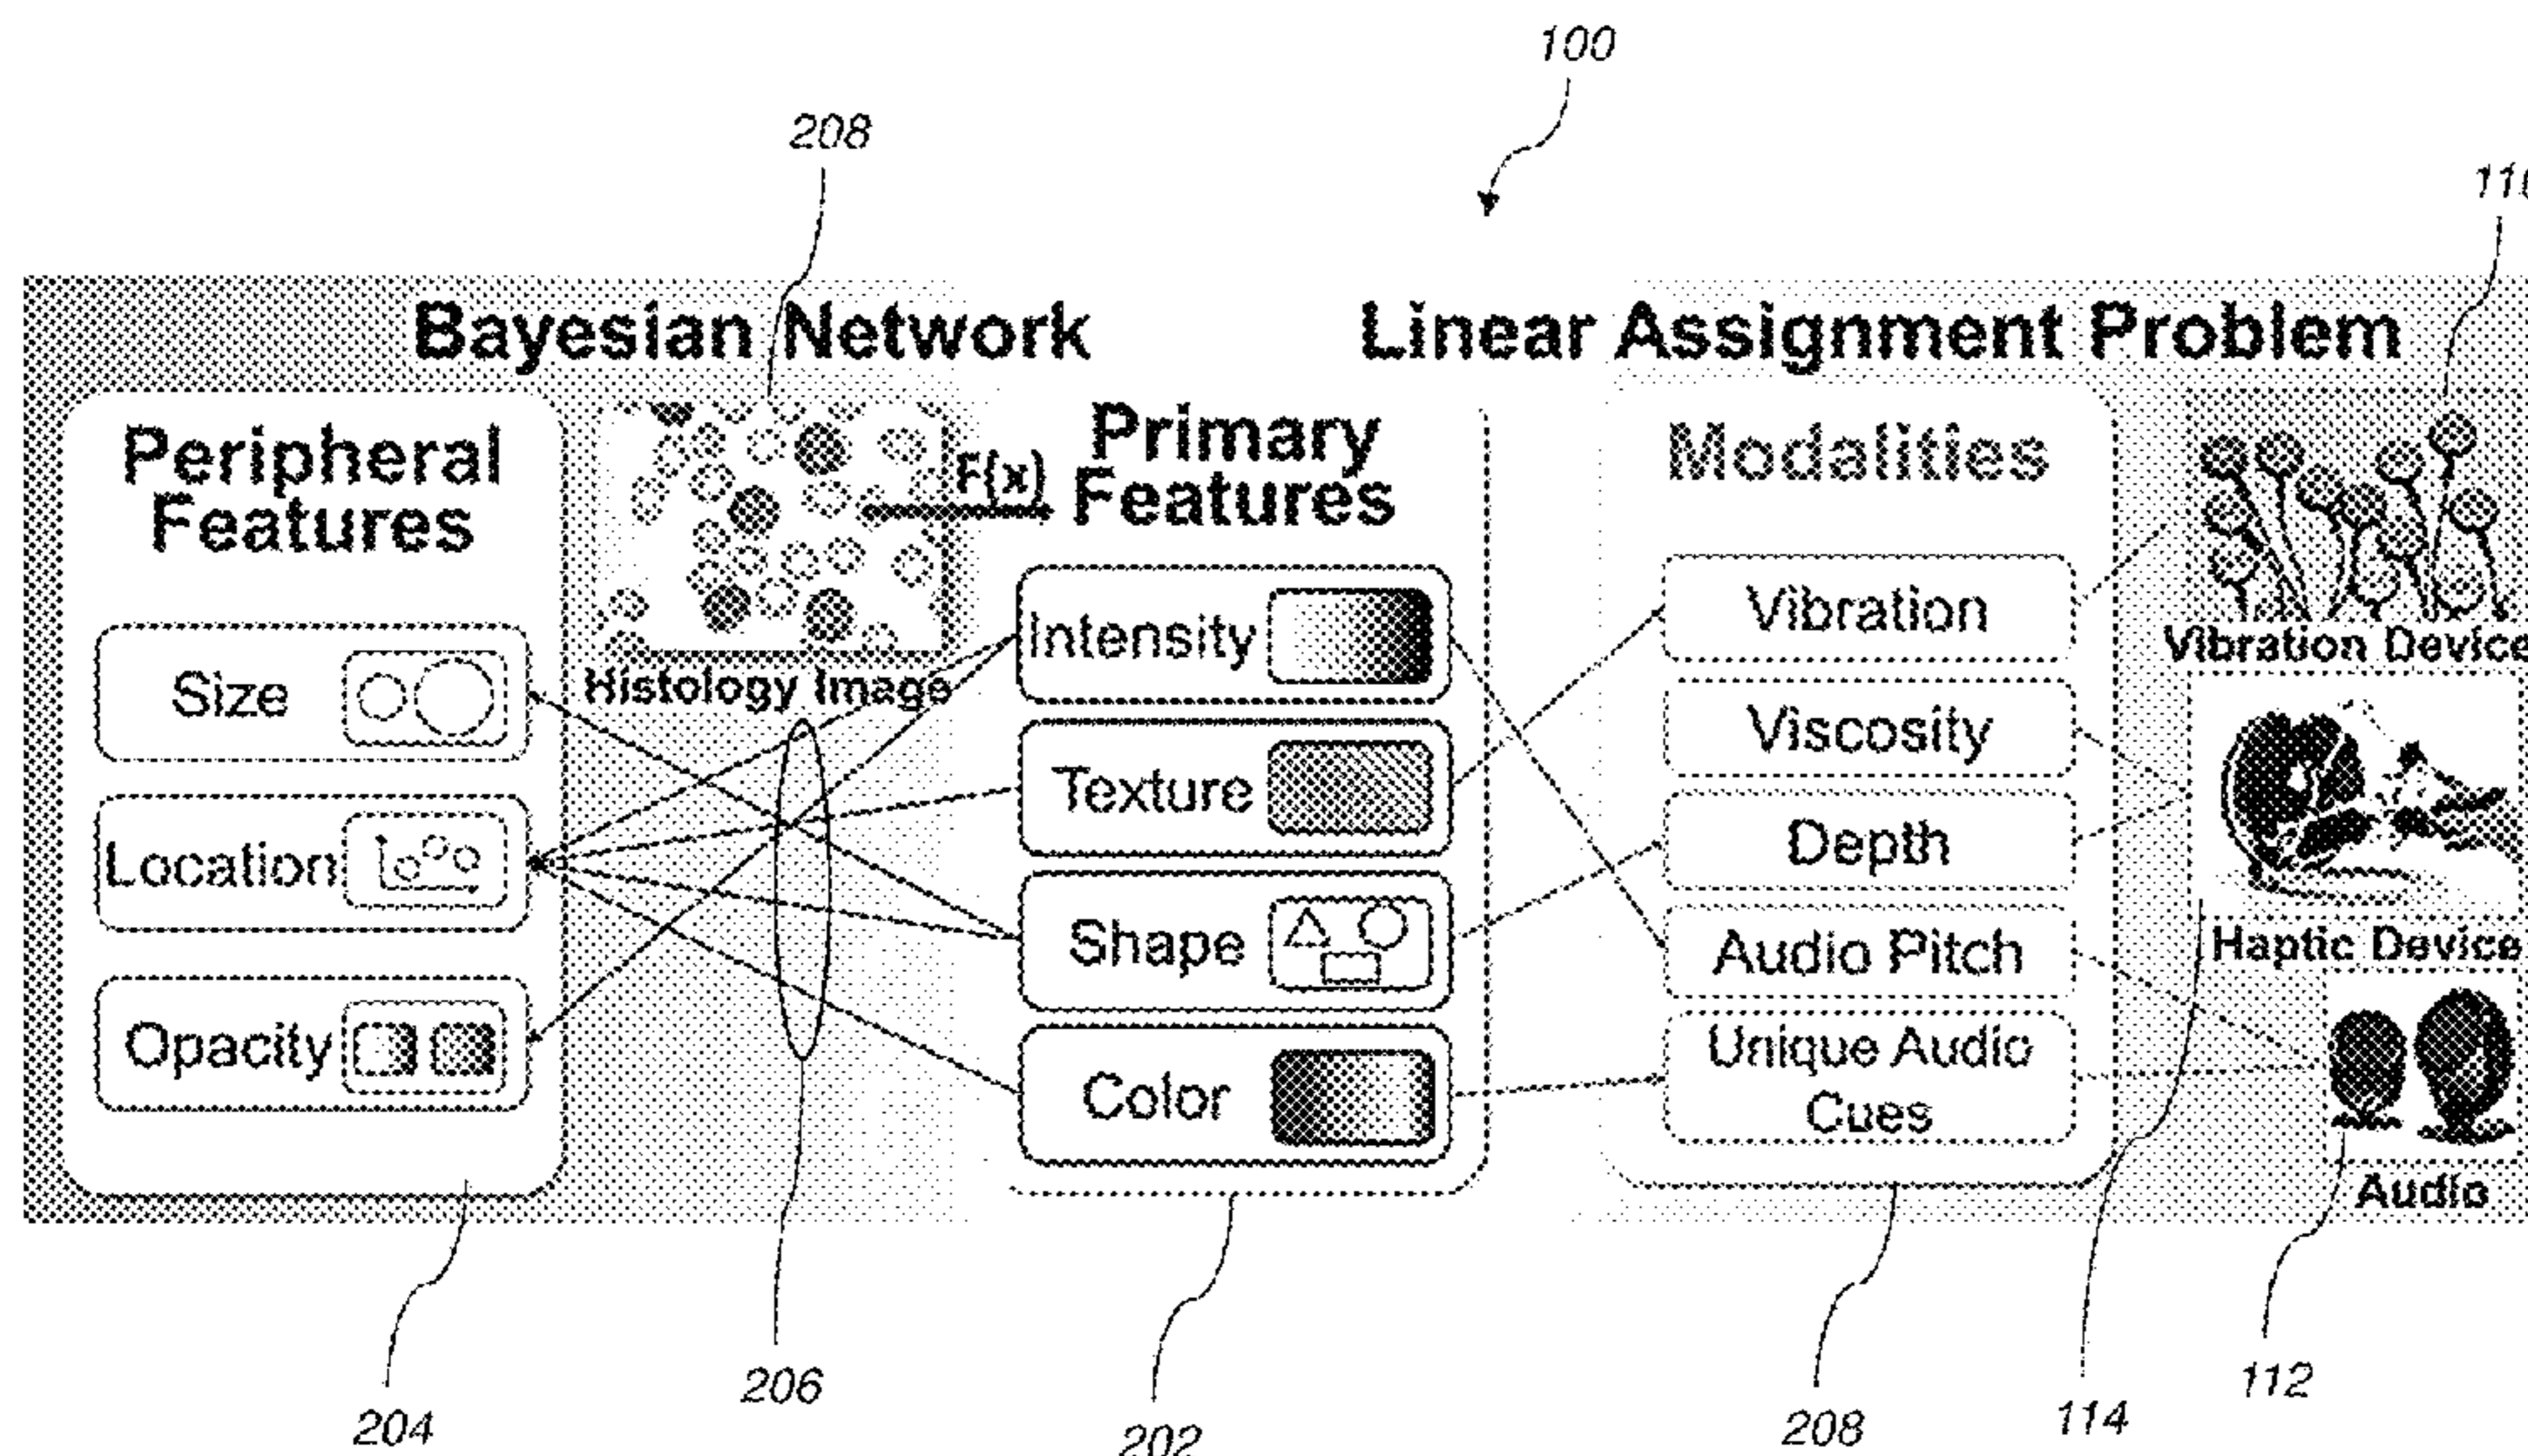 100
208
Bayesian Network
Linear Assignment Problem
Peripheral
Features
Size
Location
Opacity
F(x)
Histology Image
Primary
Features
Intensity
Texture
Shape
Color
Modalities
Vibration
Viscosity
Depth
Audio Pitch
Unique Audio
Cues
Vibration Device
Haptic Device
Audio
204
206
202
208
114
112